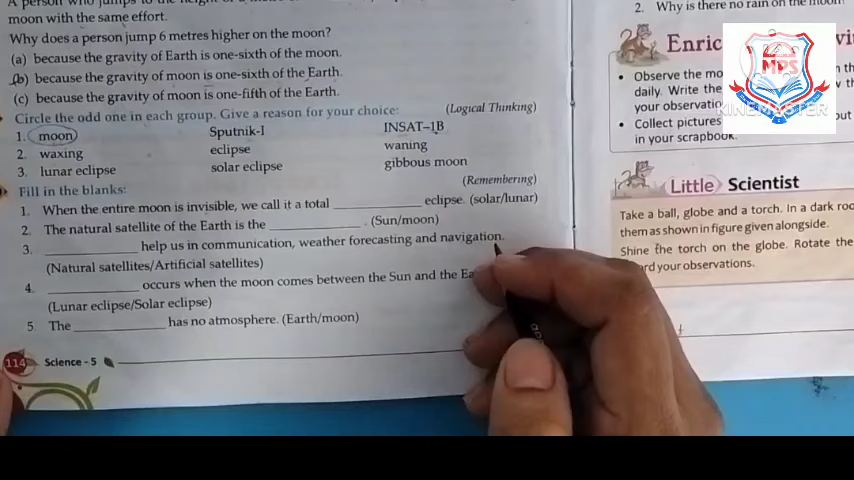 A person who jumps to the height of a
moon with the same effort.
Why does a person jump 6 metres higher on the moon?
(a) because the gravity of Earth is one-sixth of the moon.
(b) because the gravity of moon is one-sixth of the Earth.
(c) because the gravity of moon is one-fifth of the Earth.
Circle the odd one in each group. Give a reason for your choice: (Logical Thinking)
1. moon Sputnik-I INSAT-1B
2. waxing eclipse waning
3. lunar eclipse solar eclipse gibbous moon
Fill in the blanks: (Remembering)
1. When the entire moon is invisible, we call it a total ____________ eclipse. (solar/lunar)
2. The natural satellite of the Earth is the ____________ . (Sun/moon)
3. ____________ help us in communication, weather forecasting and navigation.
(Natural satellites/Artificial satellites)
4. ____________ occurs when the moon comes between the Sun and the
(Lunar eclipse/Solar eclipse)
5. The ____________ has no atmosphere. (Earth/moon)
114 Science - 5
2. Why is there no rain on the moon
Enric
MPS
KINEMASTER
• Observe the mo
daily. Write the
your observatio
• Collect pictures out
in your scrapbook.
Little Scientist
Take a ball, globe and a torch. In a dark
them as shown in figure given alongside.
Shine the torch on the globe. Rotate the
your observations.